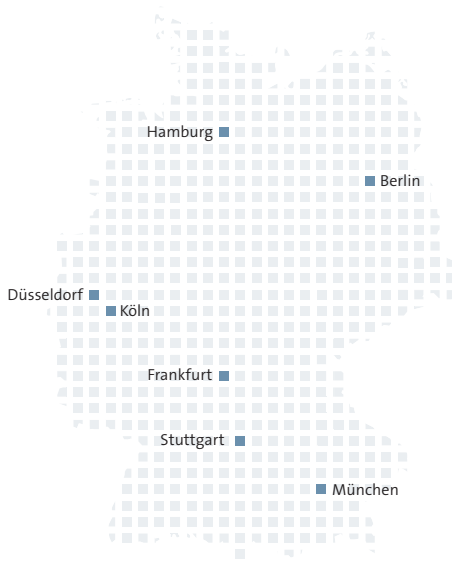 Hamburg
Berlin
Düsseldorf
Köln
Frankfurt
Stuttgart
München